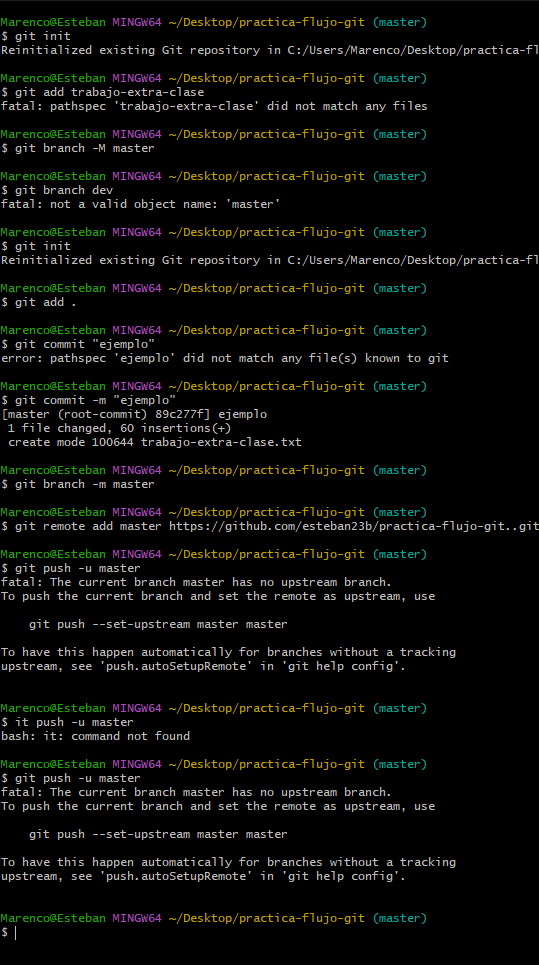 Marenco@Esteban MINGW64 ~/Desktop/practica-flujo-git (master)
$ git init
Reinitialized existing Git repository in C:/Users/Marenco/Desktop/practica-fl

Marenco@Esteban MINGW64 ~/Desktop/practica-flujo-git (master)
$ git add trabajo-extra-clase
fatal: pathspec 'trabajo-extra-clase' did not match any files

Marenco@Esteban MINGW64 ~/Desktop/practica-flujo-git (master)
$ git branch -M master

Marenco@Esteban MINGW64 ~/Desktop/practica-flujo-git (master)
$ git branch dev
fatal: not a valid object name: 'master'

Marenco@Esteban MINGW64 ~/Desktop/practica-flujo-git (master)
$ git init
Reinitialized existing Git repository in C:/Users/Marenco/Desktop/practica-fl

Marenco@Esteban MINGW64 ~/Desktop/practica-flujo-git (master)
$ git add .

Marenco@Esteban MINGW64 ~/Desktop/practica-flujo-git (master)
$ git commit "ejemplo"
error: pathspec 'ejemplo' did not match any file(s) known to git

Marenco@Esteban MINGW64 ~/Desktop/practica-flujo-git (master)
$ git commit -m "ejemplo"
[master (root-commit) 89c277f] ejemplo
 1 file changed, 60 insertions(+)
 create mode 100644 trabajo-extra-clase.txt

Marenco@Esteban MINGW64 ~/Desktop/practica-flujo-git (master)
$ git branch -m master

Marenco@Esteban MINGW64 ~/Desktop/practica-flujo-git (master)
$ git remote add master https://github.com/esteban23b/practica-flujo-git..git

Marenco@Esteban MINGW64 ~/Desktop/practica-flujo-git (master)
$ git push -u master
fatal: The current branch master has no upstream branch.
To push the current branch and set the remote as upstream, use

    git push --set-upstream master master

To have this happen automatically for branches without a tracking
upstream, see 'push.autoSetupRemote' in 'git help config'.

Marenco@Esteban MINGW64 ~/Desktop/practica-flujo-git (master)
$ it push -u master
bash: it: command not found

Marenco@Esteban MINGW64 ~/Desktop/practica-flujo-git (master)
$ git push -u master
fatal: The current branch master has no upstream branch.
To push the current branch and set the remote as upstream, use

    git push --set-upstream master master

To have this happen automatically for branches without a tracking
upstream, see 'push.autoSetupRemote' in 'git help config'.

Marenco@Esteban MINGW64 ~/Desktop/practica-flujo-git (master)
$